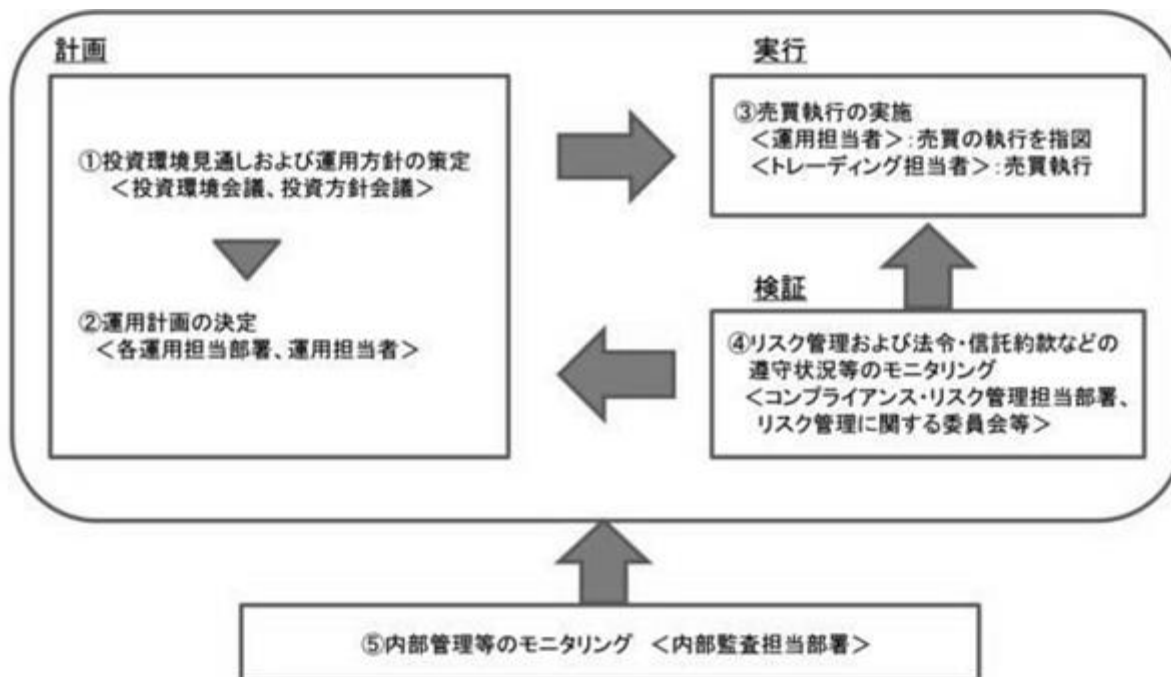 計画
①投資環境見通しおよび運用方針の策定
＜投資環境会議、投資方針会議＞
②運用計画の決定
＜各運用担当部署、運用担当者＞
実行
③売買執行の実施
＜運用担当者＞:売買の執行を指図
＜トレーディング担当者＞:売買執行
検証
④リスク管理および法令・信託約款などの
遵守状況等のモニタリング
＜コンプライアンス・リスク管理担当部署、
リスク管理に関する委員会等＞
⑤内部管理等のモニタリング ＜内部監査担当部署＞